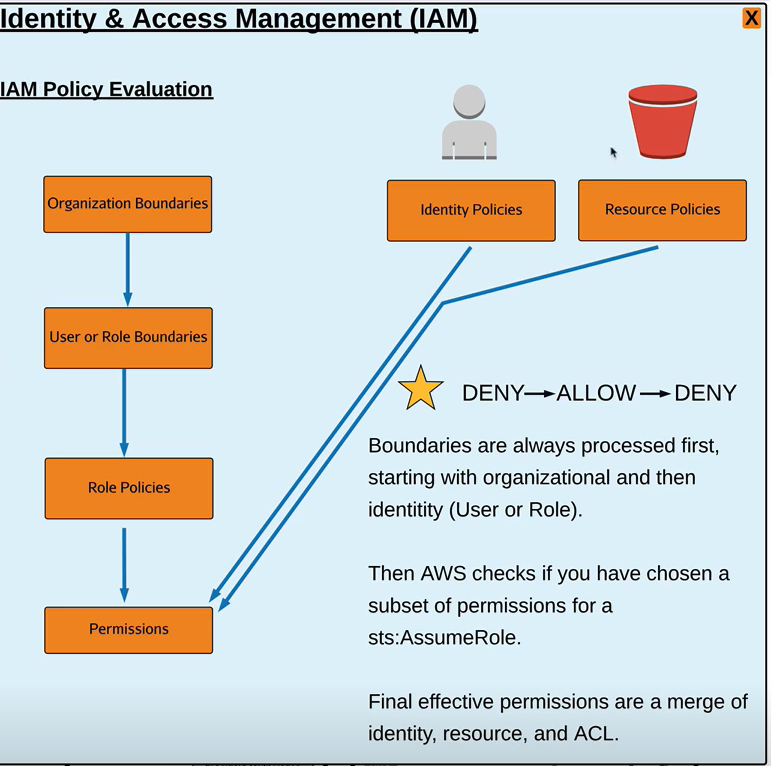 Identity & Access Management (IAM)
X
IAM Policy Evaluation
Organization Boundaries
Identity Policies
Resource Policies
User or Role Boundaries
DENY→ALLOW→DENY
Boundaries are always processed first,
starting with organizational and then
identitity (User or Role).
Role Policies
Then AWS checks if you have chosen a
subset of permissions for a
sts:AssumeRole.
Permissions
Final effective permissions are a merge of
identity, resource, and ACL.